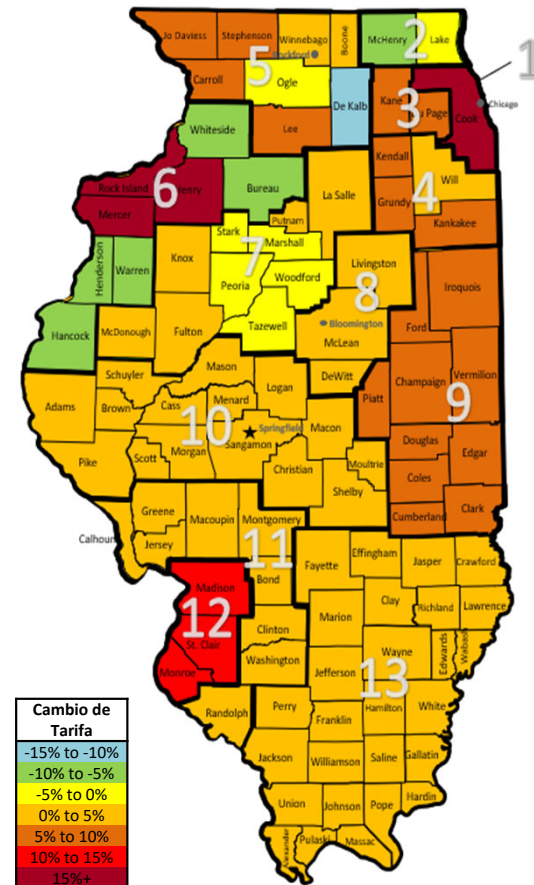 Jo Daviess
Stephenson
Winnebago
Boone
McHenry
Lake
2
1
Rockford
5
Carroll
Ogle
De Kalb
Kane
3
Du Page
Cook
Chicago
Whiteside
Lee
Kendall
4
Will
Rock Island
6
Henry
Bureau
La Salle
Grundy
Kankakee
Mercer
Putnam
Stark
Marshall
7
Henderson
Warren
Knox
Peoria
Woodford
Livingston
8
Iroquois
Hancock
McDonough
Fulton
Tazewell
Bloomington
McLean
Ford
Schuyler
Mason
Logan
DeWitt
Champaign
Vermilion
Piatt
9
Adams
Brown
Cass
Menard
10
Springfield
Macon
Douglas
Edgar
Pike
Scott
Morgan
Sangamon
Christian
Moultrie
Coles
Shelby
Cumberland
Clark
Greene
Macoupin
Montgomery
Calhoun
Jersey
11
Fayette
Effingham
Jasper
Crawford
Madison
Bond
12
Clay
Richland
Lawrence
St. Clair
Clinton
Marion
Wayne
Edwards
Wabash
Monroe
Washington
Jefferson
13
Randolph
Perry
Franklin
Hamilton
White
Jackson
Williamson
Saline
Gallatin
Union
Johnson
Pope
Hardin
Alexander
Pulaski
Massac
Cambio de
Tarifa
-15% to -10%
-10% to -5%
-5% to 0%
0% to 5%
5% to 10%
10% to 15%
15%+